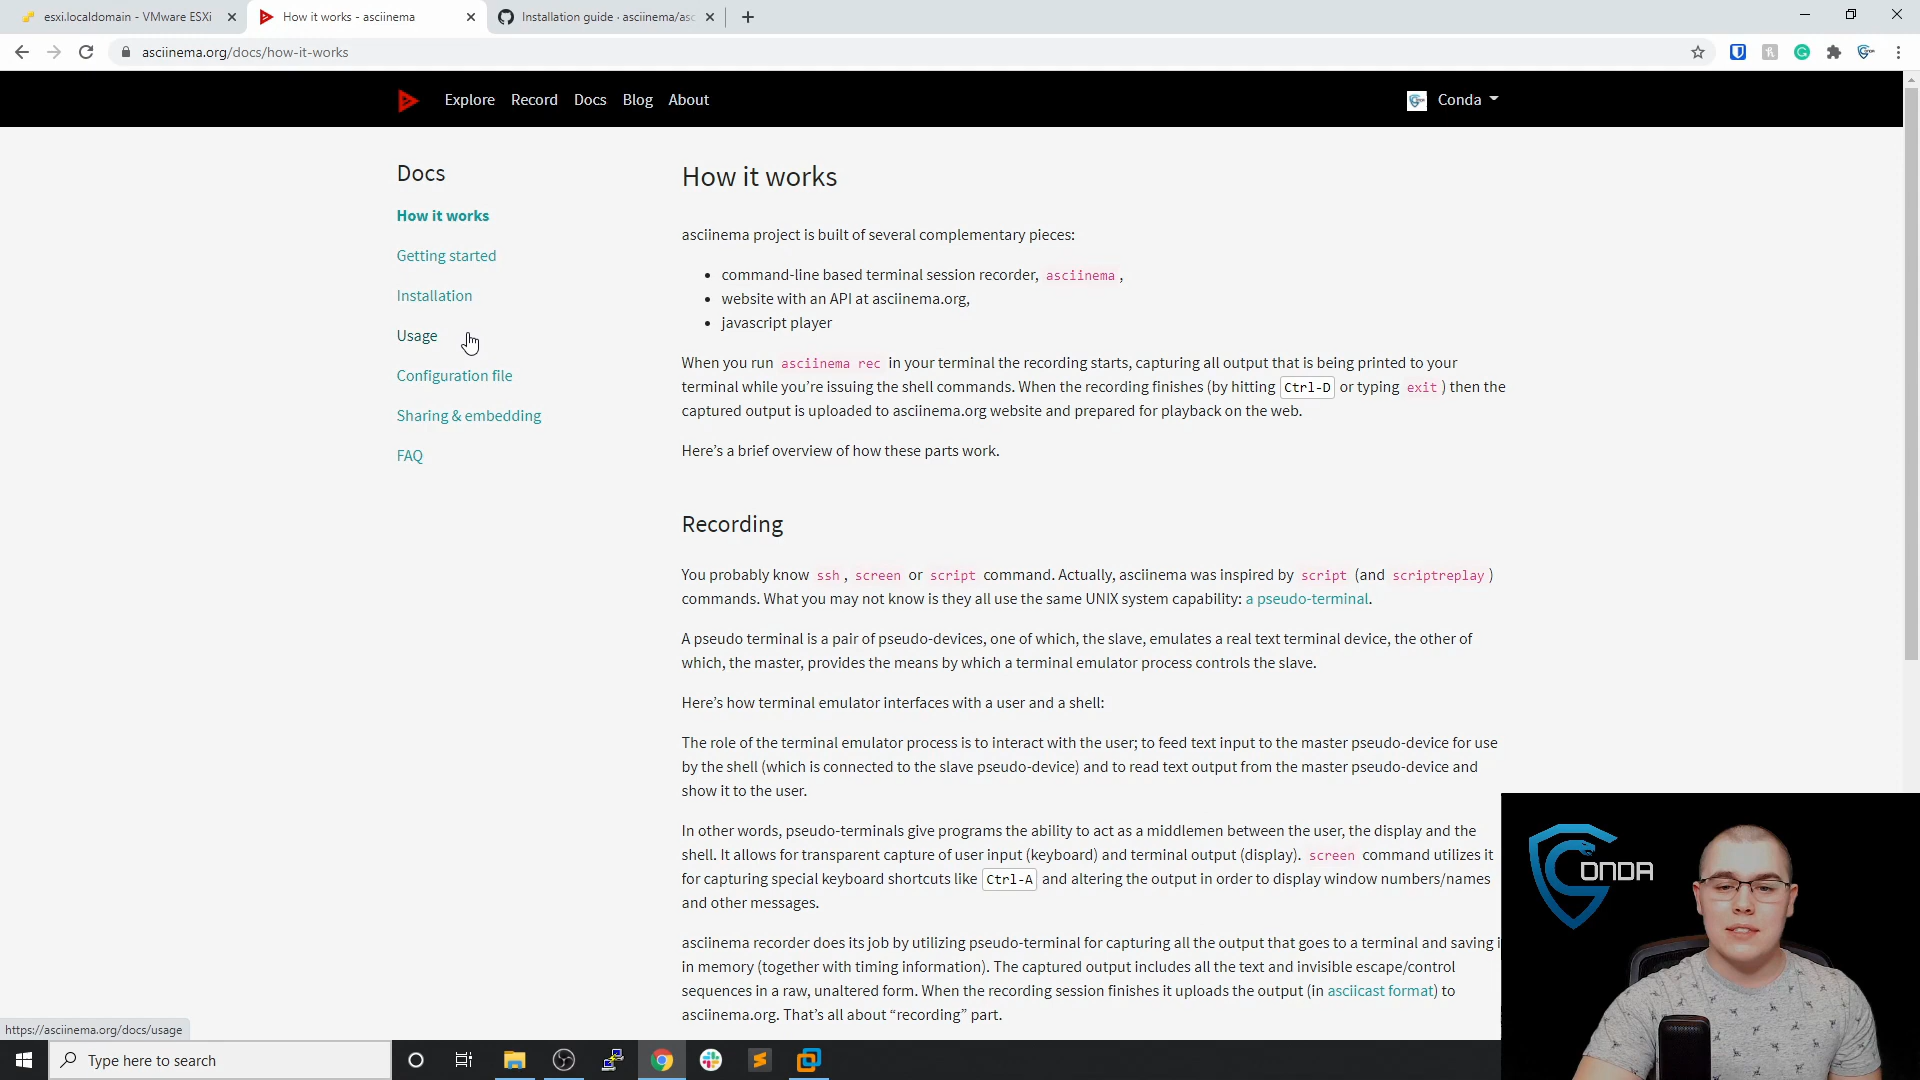 esxi.localdomain - VMware ESXi
How it works - asciinema
Installation guide · asciinema/asc
asciinema.org/docs/how-it-works
Explore Record Docs Blog About
Conda
Docs
How it works
Getting started
Installation
Usage
Configuration file
Sharing & embedding
FAQ
How it works
asciinema project is built of several complementary pieces:
• command-line based terminal session recorder, asciinema,
• website with an API at asciinema.org,
• javascript player
When you run asciinema rec in your terminal the recording starts, capturing all output that is being printed to your
terminal while you're issuing the shell commands. When the recording finishes (by hitting Ctrl-D or typing exit) then the
captured output is uploaded to asciinema.org website and prepared for playback on the web.
Here's a brief overview of how these parts work.
Recording
You probably know ssh, screen or script command. Actually, asciinema was inspired by script (and scriptreplay)
commands. What you may not know is they all use the same UNIX system capability: a pseudo-terminal.
A pseudo terminal is a pair of pseudo-devices, one of which, the slave, emulates a real text terminal device, the other of
which, the master, provides the means by which a terminal emulator process controls the slave.
Here's how terminal emulator interfaces with a user and a shell:
The role of the terminal emulator process is to interact with the user; to feed text input to the master pseudo-device for use
by the shell (which is connected to the slave pseudo-device) and to read text output from the master pseudo-device and
show it to the user.
In other words, pseudo-terminals give programs the ability to act as a middlemen between the user, the display and the
shell. It allows for transparent capture of user input (keyboard) and terminal output (display). screen command utilizes it
for capturing special keyboard shortcuts like Ctrl-A and altering the output in order to display window numbers/names
and other messages.
asciinema recorder does its job by utilizing pseudo-terminal for capturing all the output that goes to a terminal and saving i
in memory (together with timing information). The captured output includes all the text and invisible escape/control
sequences in a raw, unaltered form. When the recording session finishes it uploads the output (in asciicast format) to
asciinema.org. That's all about “recording” part.
CONDA
https://asciinema.org/docs/usage
Type here to search